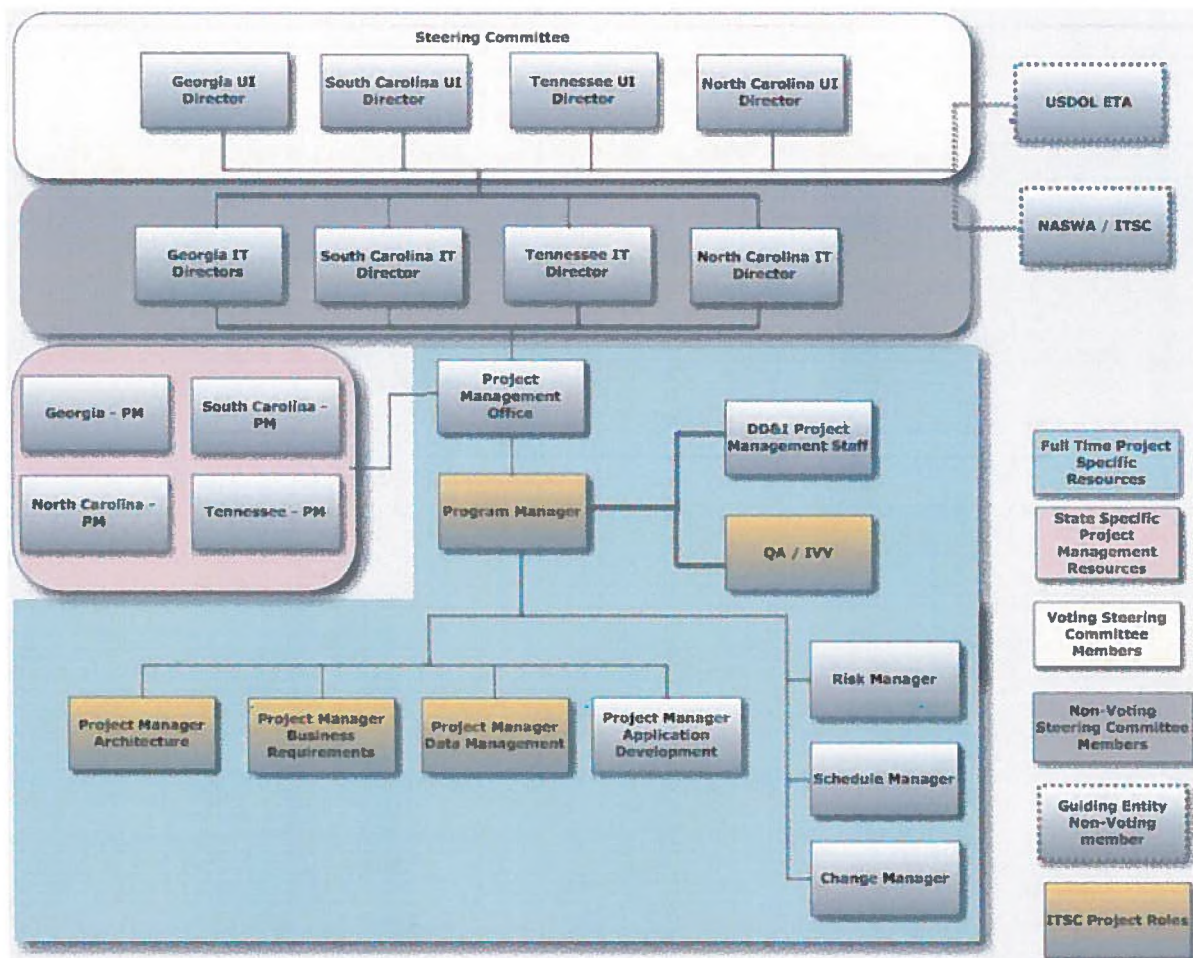 Steering Committee
Georgia UI
Director
South Carolina UI
Director
Tennessee UI
Director
North Carolina UI
Director
USDOL ETA
NASWA / ITSC
Georgia IT
Directors
South Carolina IT
Director
Tennessee IT
Director
North Carolina IT
Director
Georgia - PM
South Carolina -
PM
North Carolina -
PM
Tennessee - PM
Project
Management
Office
DD&I Project
Management Staff
Program Manager
QA / IVV
Project Manager
Architecture
Project Manager
Business
Requirements
Project Manager
Data Management
Project Manager
Application
Development
Risk Manager
Schedule Manager
Change Manager
Full Time Project
Specific
Resources
State Specific
Project
Management
Resources
Voting Steering
Committee
Members
Non-Voting
Steering Committee
Members
Guiding Entity
Non-Voting
member
ITSC Project Roles